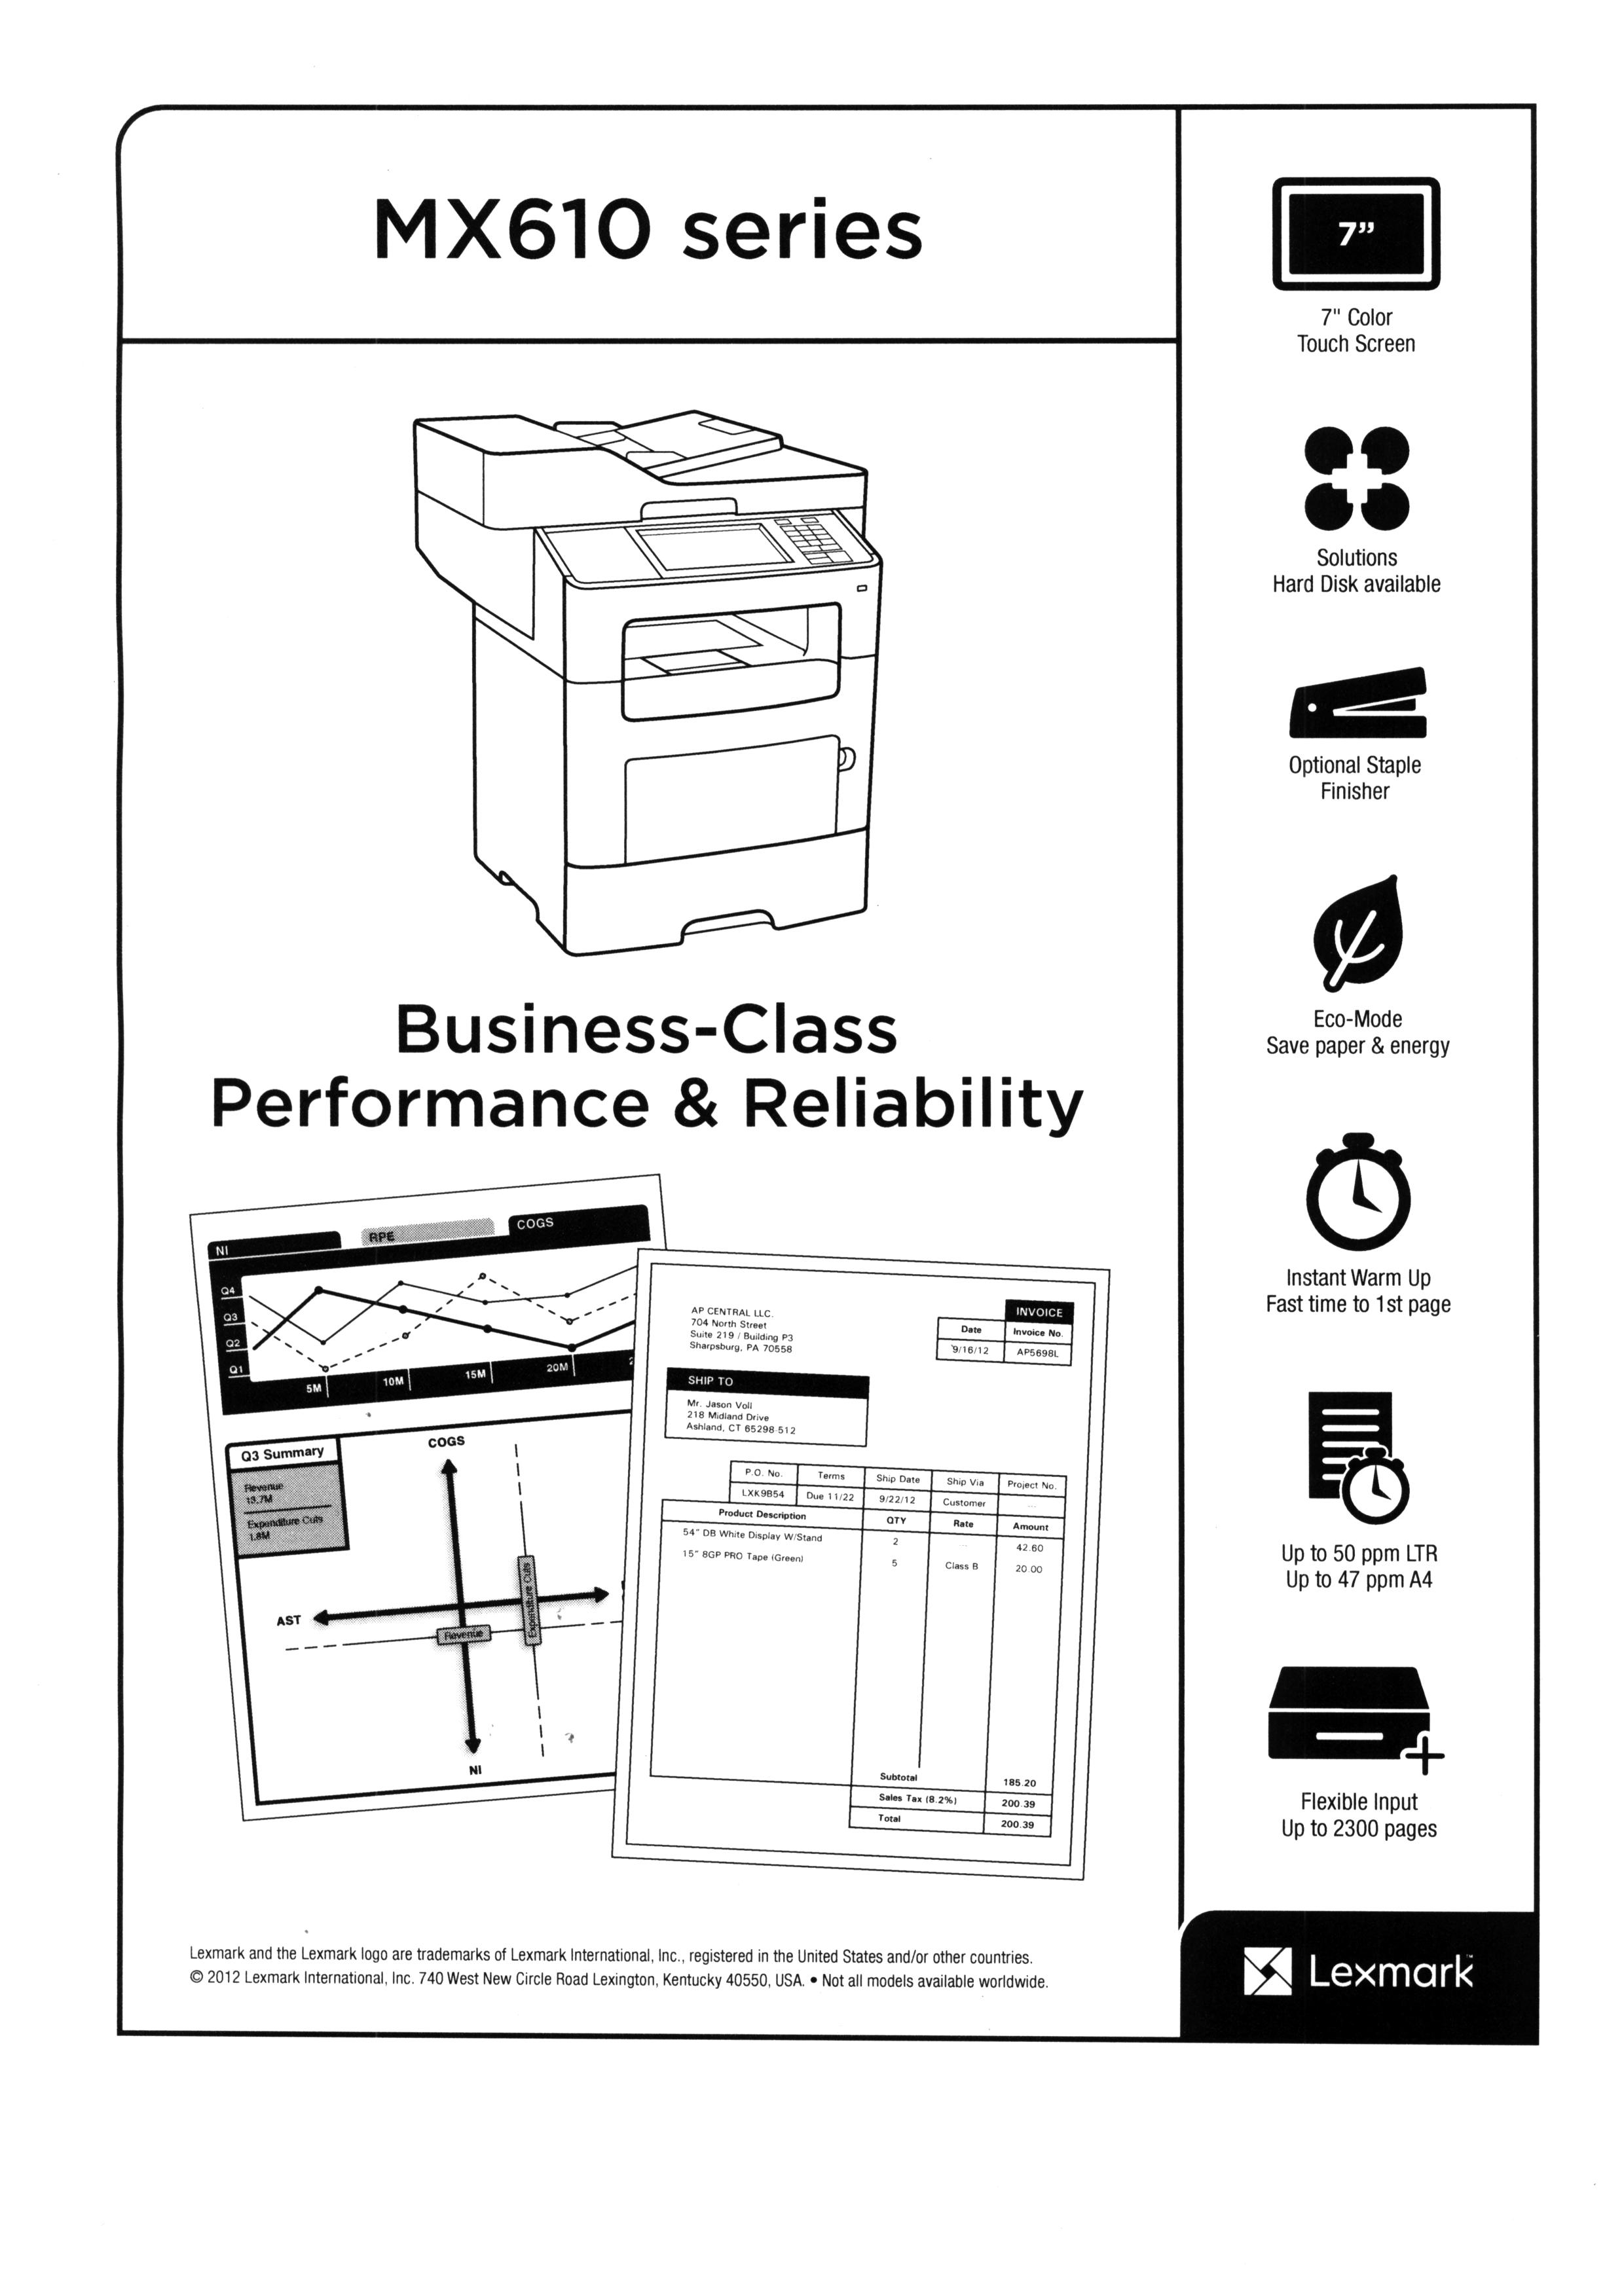 MX610 series
Business-Class
Performance & Reliability
NI
RPE
COGS
Q4
Q3
Q2
Q1
5M
10M
15M
20M
Q3 Summary
Revenue
13.7M
Expenditure Cuts
1.8M
COGS
AST
Revenue
Expenditure Cuts
NI
AP CENTRAL LLC.
704 North Street
Suite 219 / Building P3
Sharpsburg, PA 70558
INVOICE
Date Invoice No.
9/16/12 AP5698L
SHIP TO
Mr. Jason Voll
218 Midland Drive
Ashland, CT 65298-512
P.O. No. Terms Ship Date Ship Via Project No.
LXK9B54 Due 11/22 9/22/12 Customer
Product Description QTY Rate Amount
54" DB White Display W/Stand 2 42.60
15" 8GP PRO Tape (Green) 5 Class B 20.00
Subtotal 185.20
Sales Tax (8.2%) 200.39
Total 200.39
Lexmark and the Lexmark logo are trademarks of Lexmark International, Inc., registered in the United States and/or other countries.
© 2012 Lexmark International, Inc. 740 West New Circle Road Lexington, Kentucky 40550, USA. • Not all models available worldwide.
7”
7" Color
Touch Screen
Solutions
Hard Disk available
Optional Staple
Finisher
Eco-Mode
Save paper & energy
Instant Warm Up
Fast time to 1st page
Up to 50 ppm LTR
Up to 47 ppm A4
Flexible Input
Up to 2300 pages
Lexmark™